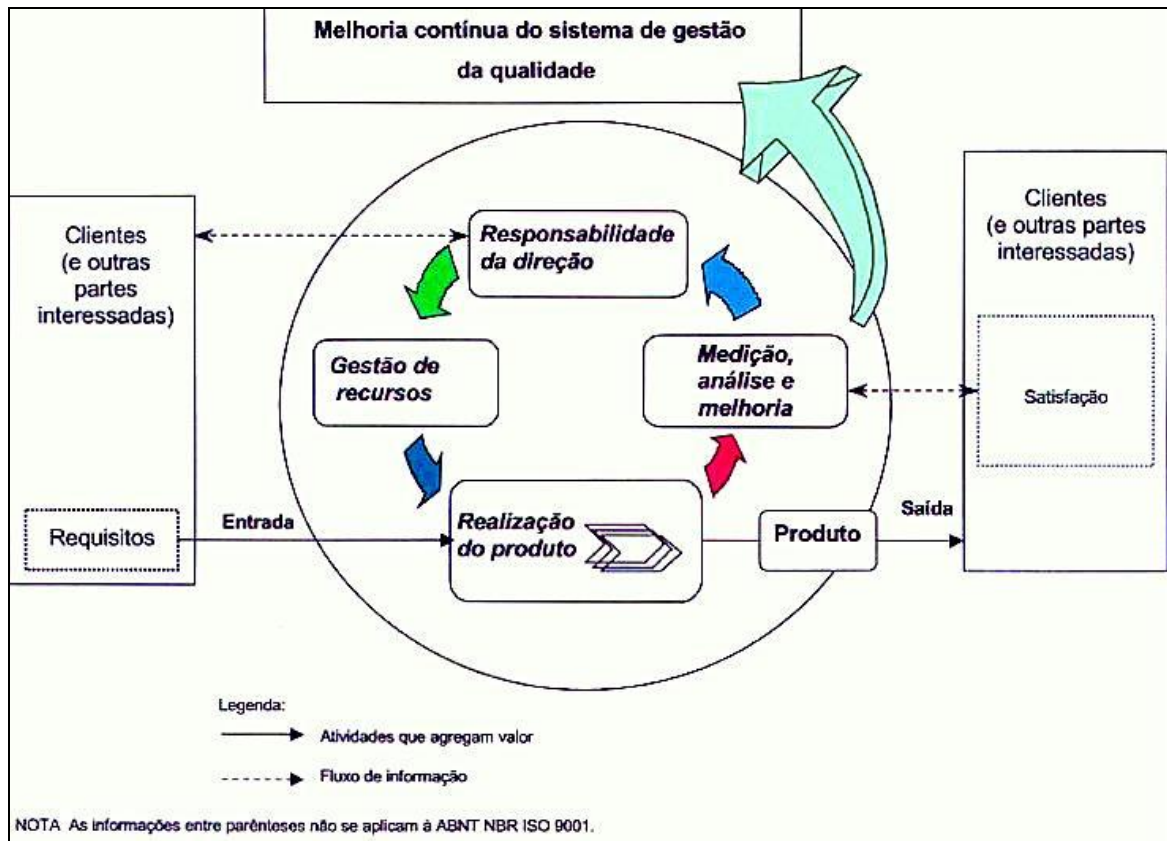 Melhoria contínua do sistema de gestão
da qualidade
Clientes
(e outras
partes
interessadas)
Responsabilidade
da direção
Clientes
(e outras partes
interessadas)
Gestão de
recursos
Medição,
análise e
melhoria
Satisfação
Requisitos
Entrada
Realização
do produto
Produto
Saída
Legenda:
Atividades que agregam valor
Fluxo de informação
NOTA As informações entre parênteses não se aplicam à ABNT NBR ISO 9001.